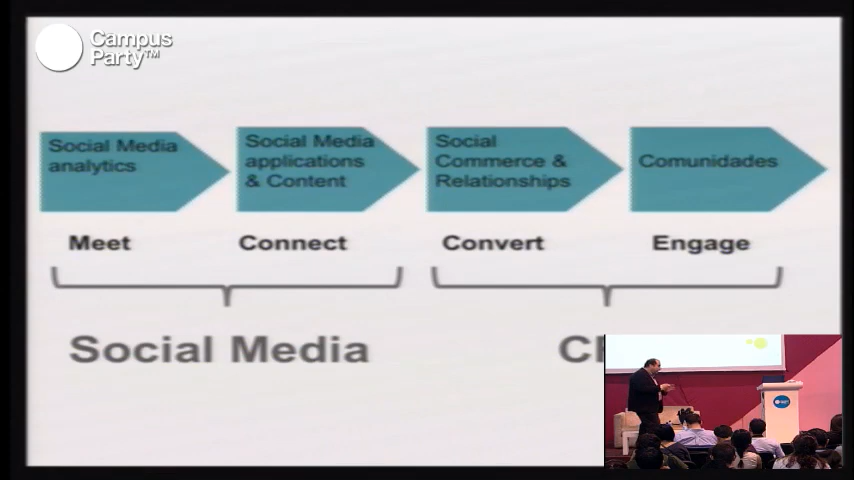 Campus
Party™
Social Media
analytics
Social Media
applications
& Content
Social
Commerce &
Relationships
Comunidades
Meet
Connect
Convert
Engage
Social Media